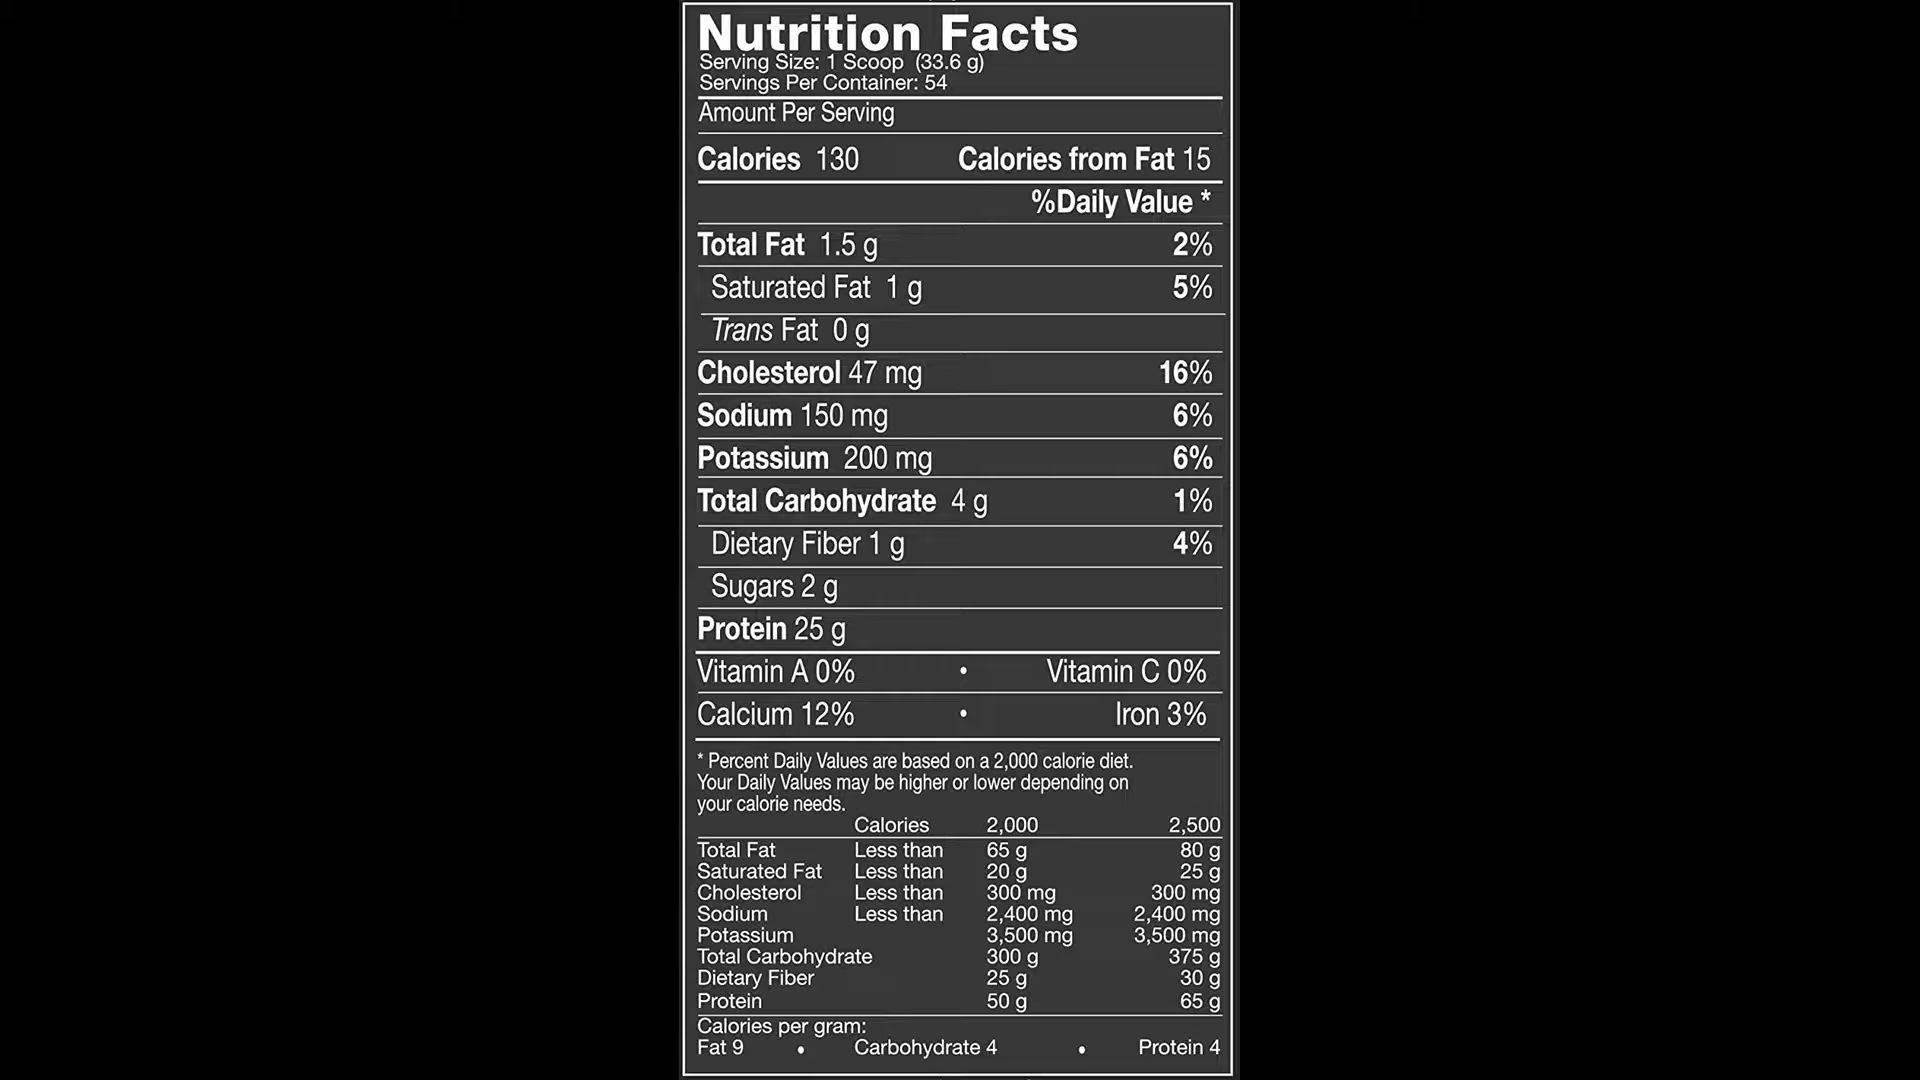 Nutrition Facts
Serving Size: 1 Scoop (33.6 g)
Servings Per Container: 54
Amount Per Serving
Calories 130 Calories from Fat 15
%Daily Value *
Total Fat 1.5 g 2%
Saturated Fat 1 g 5%
Trans Fat 0 g
Cholesterol 47 mg 16%
Sodium 150 mg 6%
Potassium 200 mg 6%
Total Carbohydrate 4 g 1%
Dietary Fiber 1 g 4%
Sugars 2 g
Protein 25 g
Vitamin A 0% • Vitamin C 0%
Calcium 12% • Iron 3%
* Percent Daily Values are based on a 2,000 calorie diet.
Your Daily Values may be higher or lower depending on
your calorie needs.
Calories 2,000 2,500
Total Fat Less than 65 g 80 g
Saturated Fat Less than 20 g 25 g
Cholesterol Less than 300 mg 300 mg
Sodium Less than 2,400 mg 2,400 mg
Potassium 3,500 mg 3,500 mg
Total Carbohydrate 300 g 375 g
Dietary Fiber 25 g 30 g
Protein 50 g 65 g
Calories per gram:
Fat 9 • Carbohydrate 4 • Protein 4